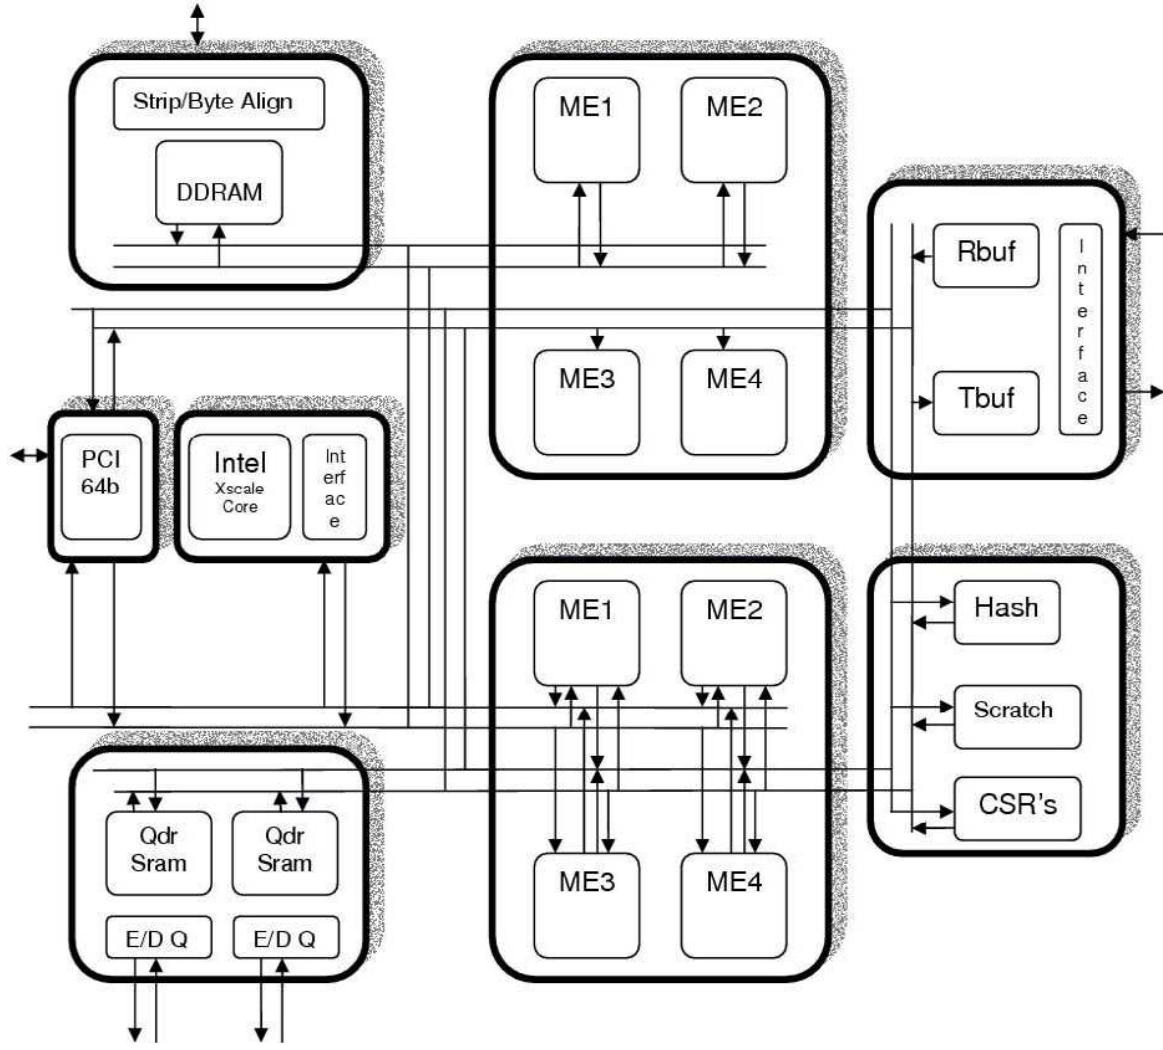 Strip/Byte Align
DDRAM
ME1
ME2
ME3
ME4
Rbuf
Tbuf
I
n
t
e
r
f
a
c
e
PCI
64b
Intel
Xscale
Core
Int
erf
ac
e
ME1
ME2
ME3
ME4
Hash
Scratch
CSR's
Qdr
Sram
Qdr
Sram
E/D Q
E/D Q